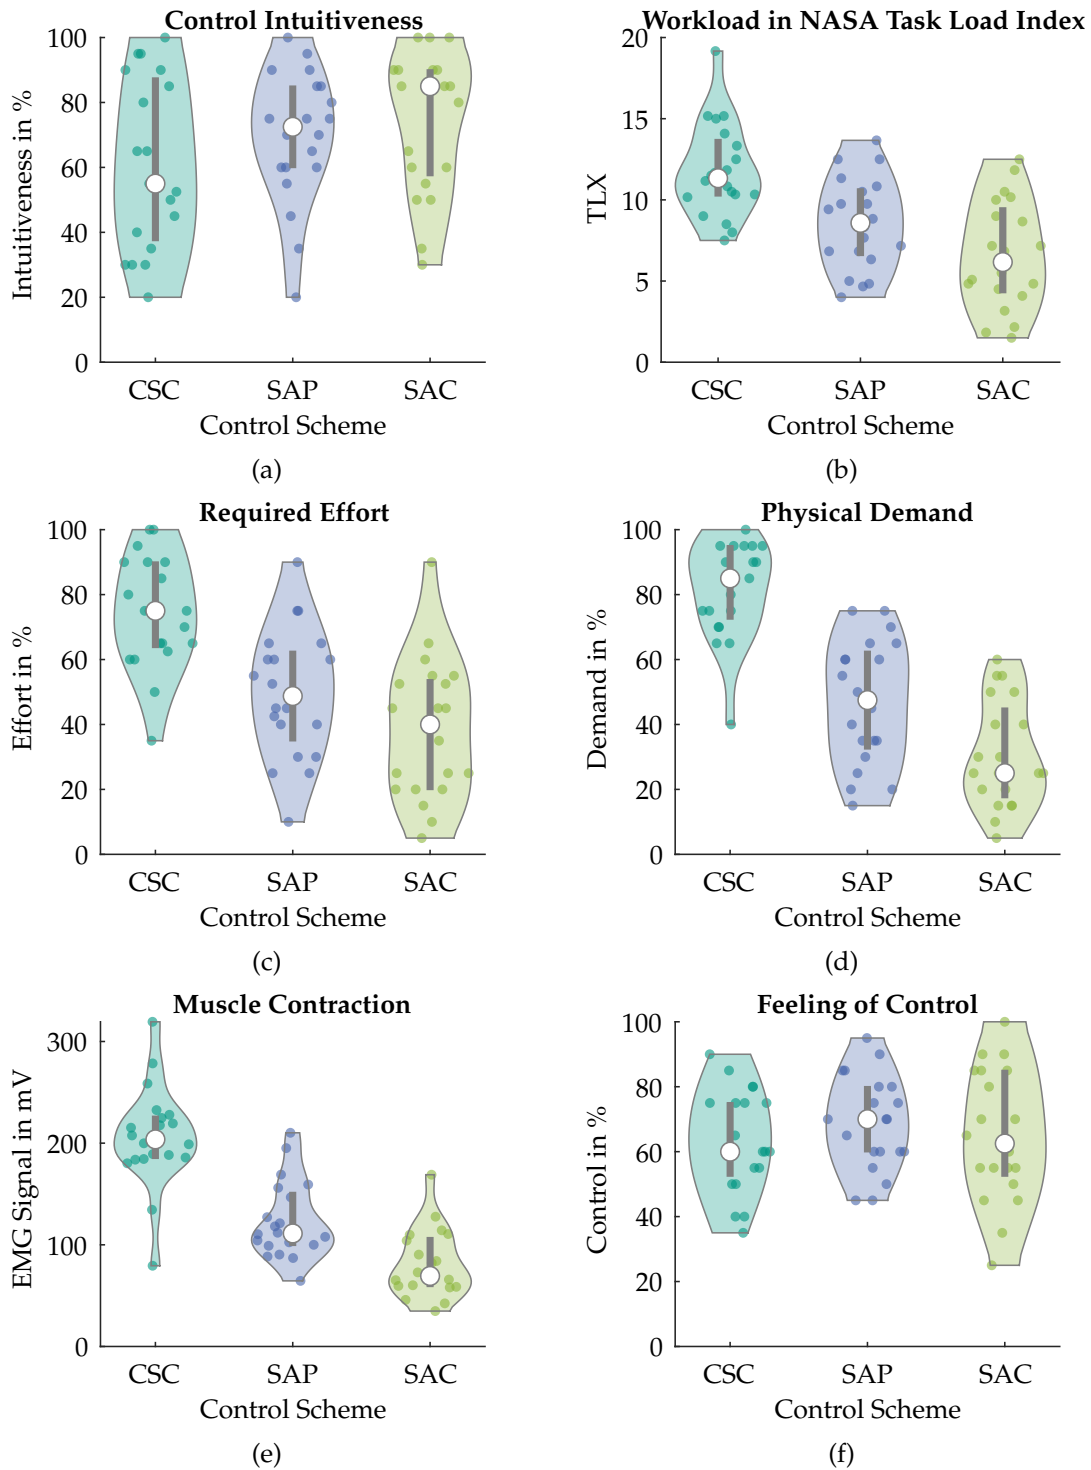 Control Intuitiveness
Intuitiveness in %
100
80
60
40
20
0
CSC SAP SAC
Control Scheme
(a)
Workload in NASA Task Load Index
TLX
20
15
10
5
0
CSC SAP SAC
Control Scheme
(b)
Required Effort
Effort in %
100
80
60
40
20
0
CSC SAP SAC
Control Scheme
(c)
Physical Demand
Demand in %
100
80
60
40
20
0
CSC SAP SAC
Control Scheme
(d)
Muscle Contraction
EMG Signal in mV
300
200
100
0
CSC SAP SAC
Control Scheme
(e)
Feeling of Control
Control in %
100
80
60
40
20
0
CSC SAP SAC
Control Scheme
(f)